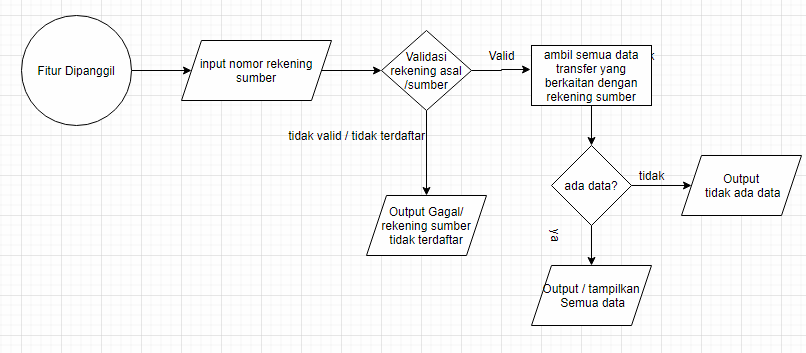 Fitur Dipanggil
input nomor rekening
sumber
Validasi
rekening asal
/sumber
Valid
ambil semua data
transfer yang
berkaitan dengan
rekening sumber
tidak valid / tidak terdaftar
Output Gagal/
rekening sumber
tidak terdaftar
ada data?
tidak
Output
tidak ada data
ya
Output / tampilkan
Semua data